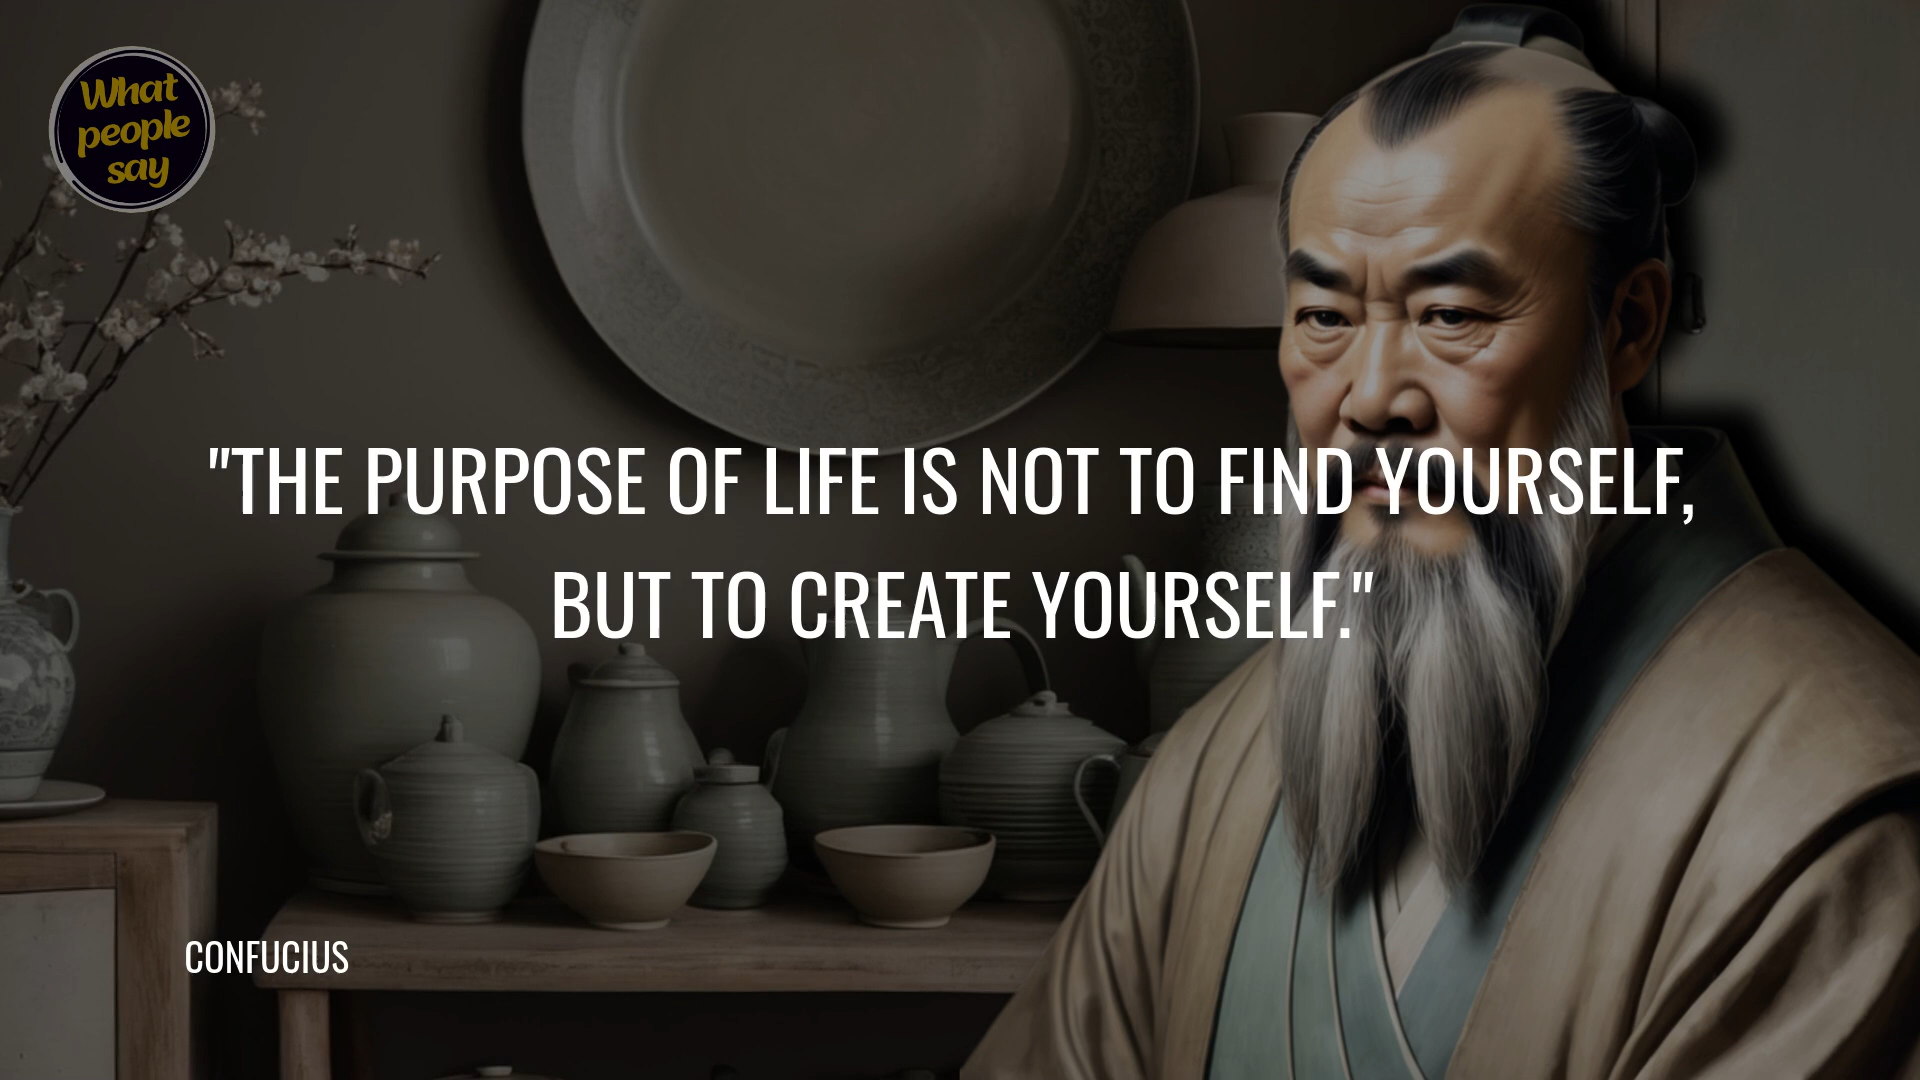 What
people
say
"THE PURPOSE OF LIFE IS NOT TO FIND YOURSELF,
BUT TO CREATE YOURSELF."
CONFUCIUS